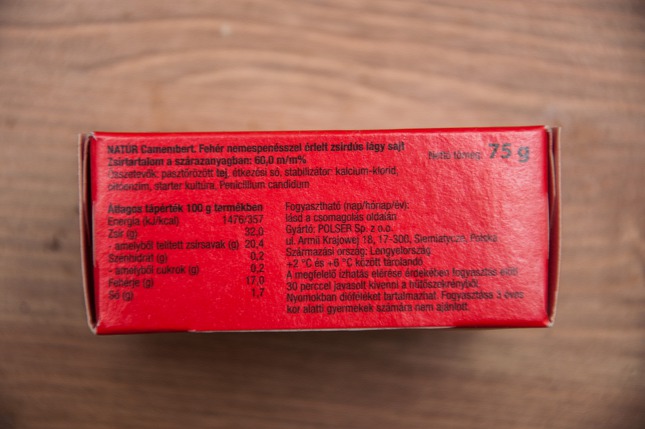 NATÚR Camembert. Fehér nemespenésszel érlelt zsírdús lágy sajt
Zsírtartalom a szárazanyagban: 60,0 m/m%
Összetevők: pasztőrözött tej, étkezési só, stabilizátor: kalcium-klorid,
oltóenzim, starter kultúra, Penicillium candidum
Nettó tömeg: 75 g
Átlagos tápérték 100 g termékben
Energia (kJ/kcal) 1476/357
Zsír (g) 32,0
- amelyből telített zsírsavak (g) 20,4
Szénhidrát (g) 0,2
- amelyből cukrok (g) 0,2
Fehérje (g) 17,0
Só (g) 1,7
Fogyasztható (nap/hónap/év):
lásd a csomagolás oldalán
Gyártó: POLSER Sp. z o.o.
ul. Armii Krajowej 18, 17-300, Siemiatycze, Polska
Származási ország: Lengyelország
+2 °C és +6 °C között tárolandó
A megfelelő ízhatás elérése érdekében fogyasztás előtt
30 perccel javasolt kivenni a hűtőszekrényből.
Nyomokban dióféléket tartalmazhat. Fogyasztása éves
kor alatti gyermekek számára nem ajánlott.